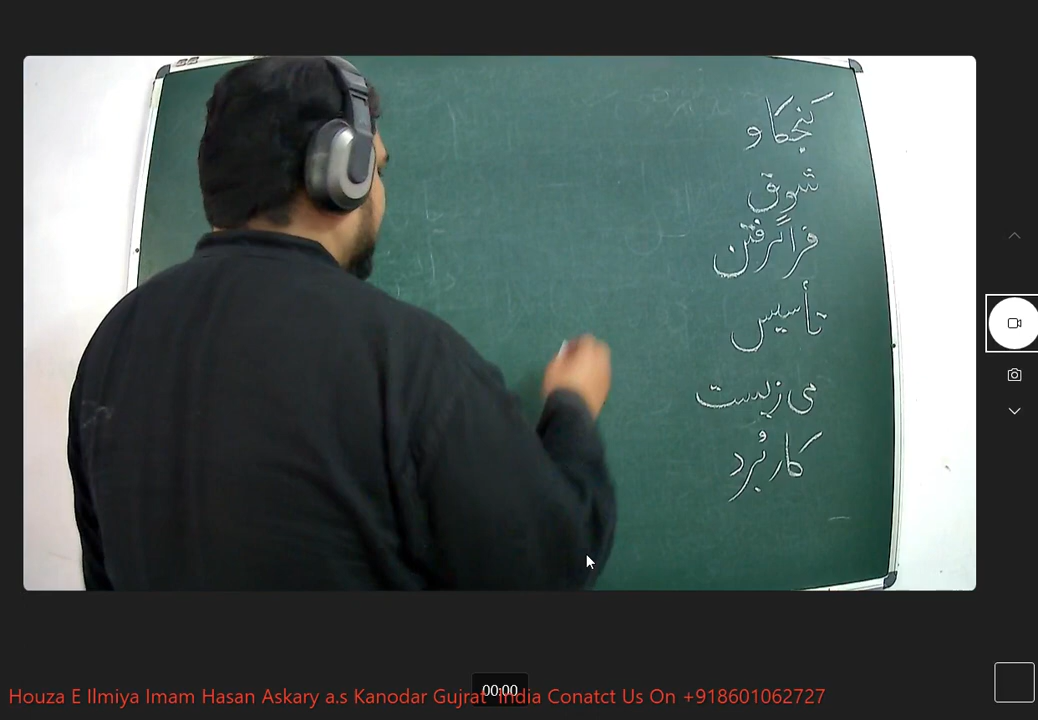 کنجکاو
شوق
فراگرفتن
تأسیس
می زیست
کاربُرد
00:00
Houza E Ilmiya Imam Hasan Askary a.s Kanodar Gujrat India Conatct Us On +918601062727